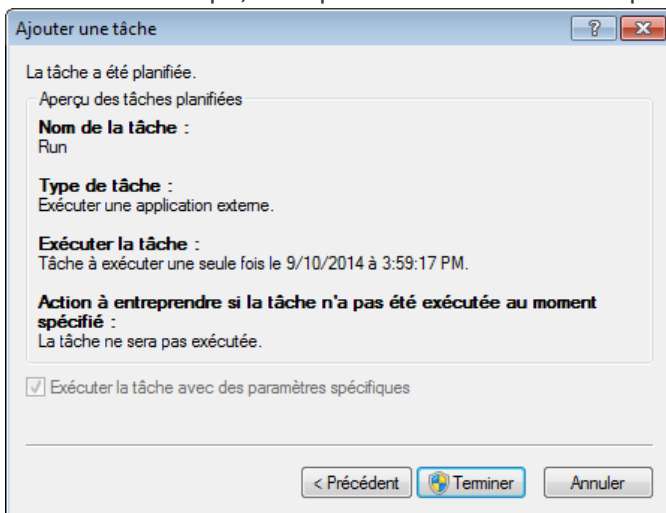 Ajouter une tâche
La tâche a été planifiée.
Aperçu des tâches planifiées
Nom de la tâche :
Run
Type de tâche :
Exécuter une application externe.
Exécuter la tâche :
Tâche à exécuter une seule fois le 9/10/2014 à 3:59:17 PM.
Action à entreprendre si la tâche n'a pas été exécutée au moment
spécifié :
La tâche ne sera pas exécutée.
Exécuter la tâche avec des paramètres spécifiques
< Précédent
Terminer
Annuler